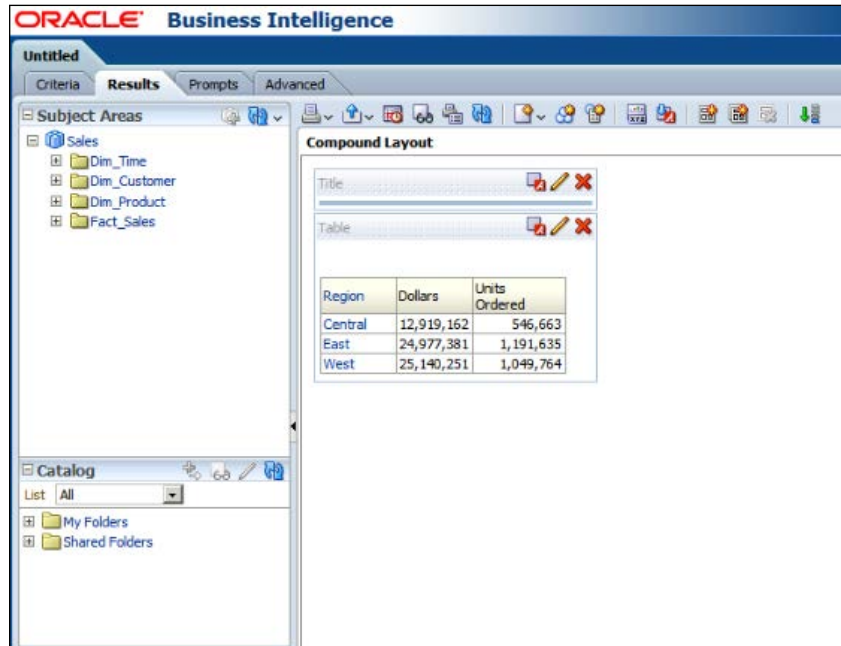 ORACLE Business Intelligence
Untitled
Criteria Results Prompts Advanced
Subject Areas
Sales
Dim_Time
Dim_Customer
Dim_Product
Fact_Sales
Compound Layout
Title
Table
Region Dollars Units Ordered
Central 12,919,162 546,663
East 24,977,381 1,191,635
West 25,140,251 1,049,764
Catalog
List All
My Folders
Shared Folders